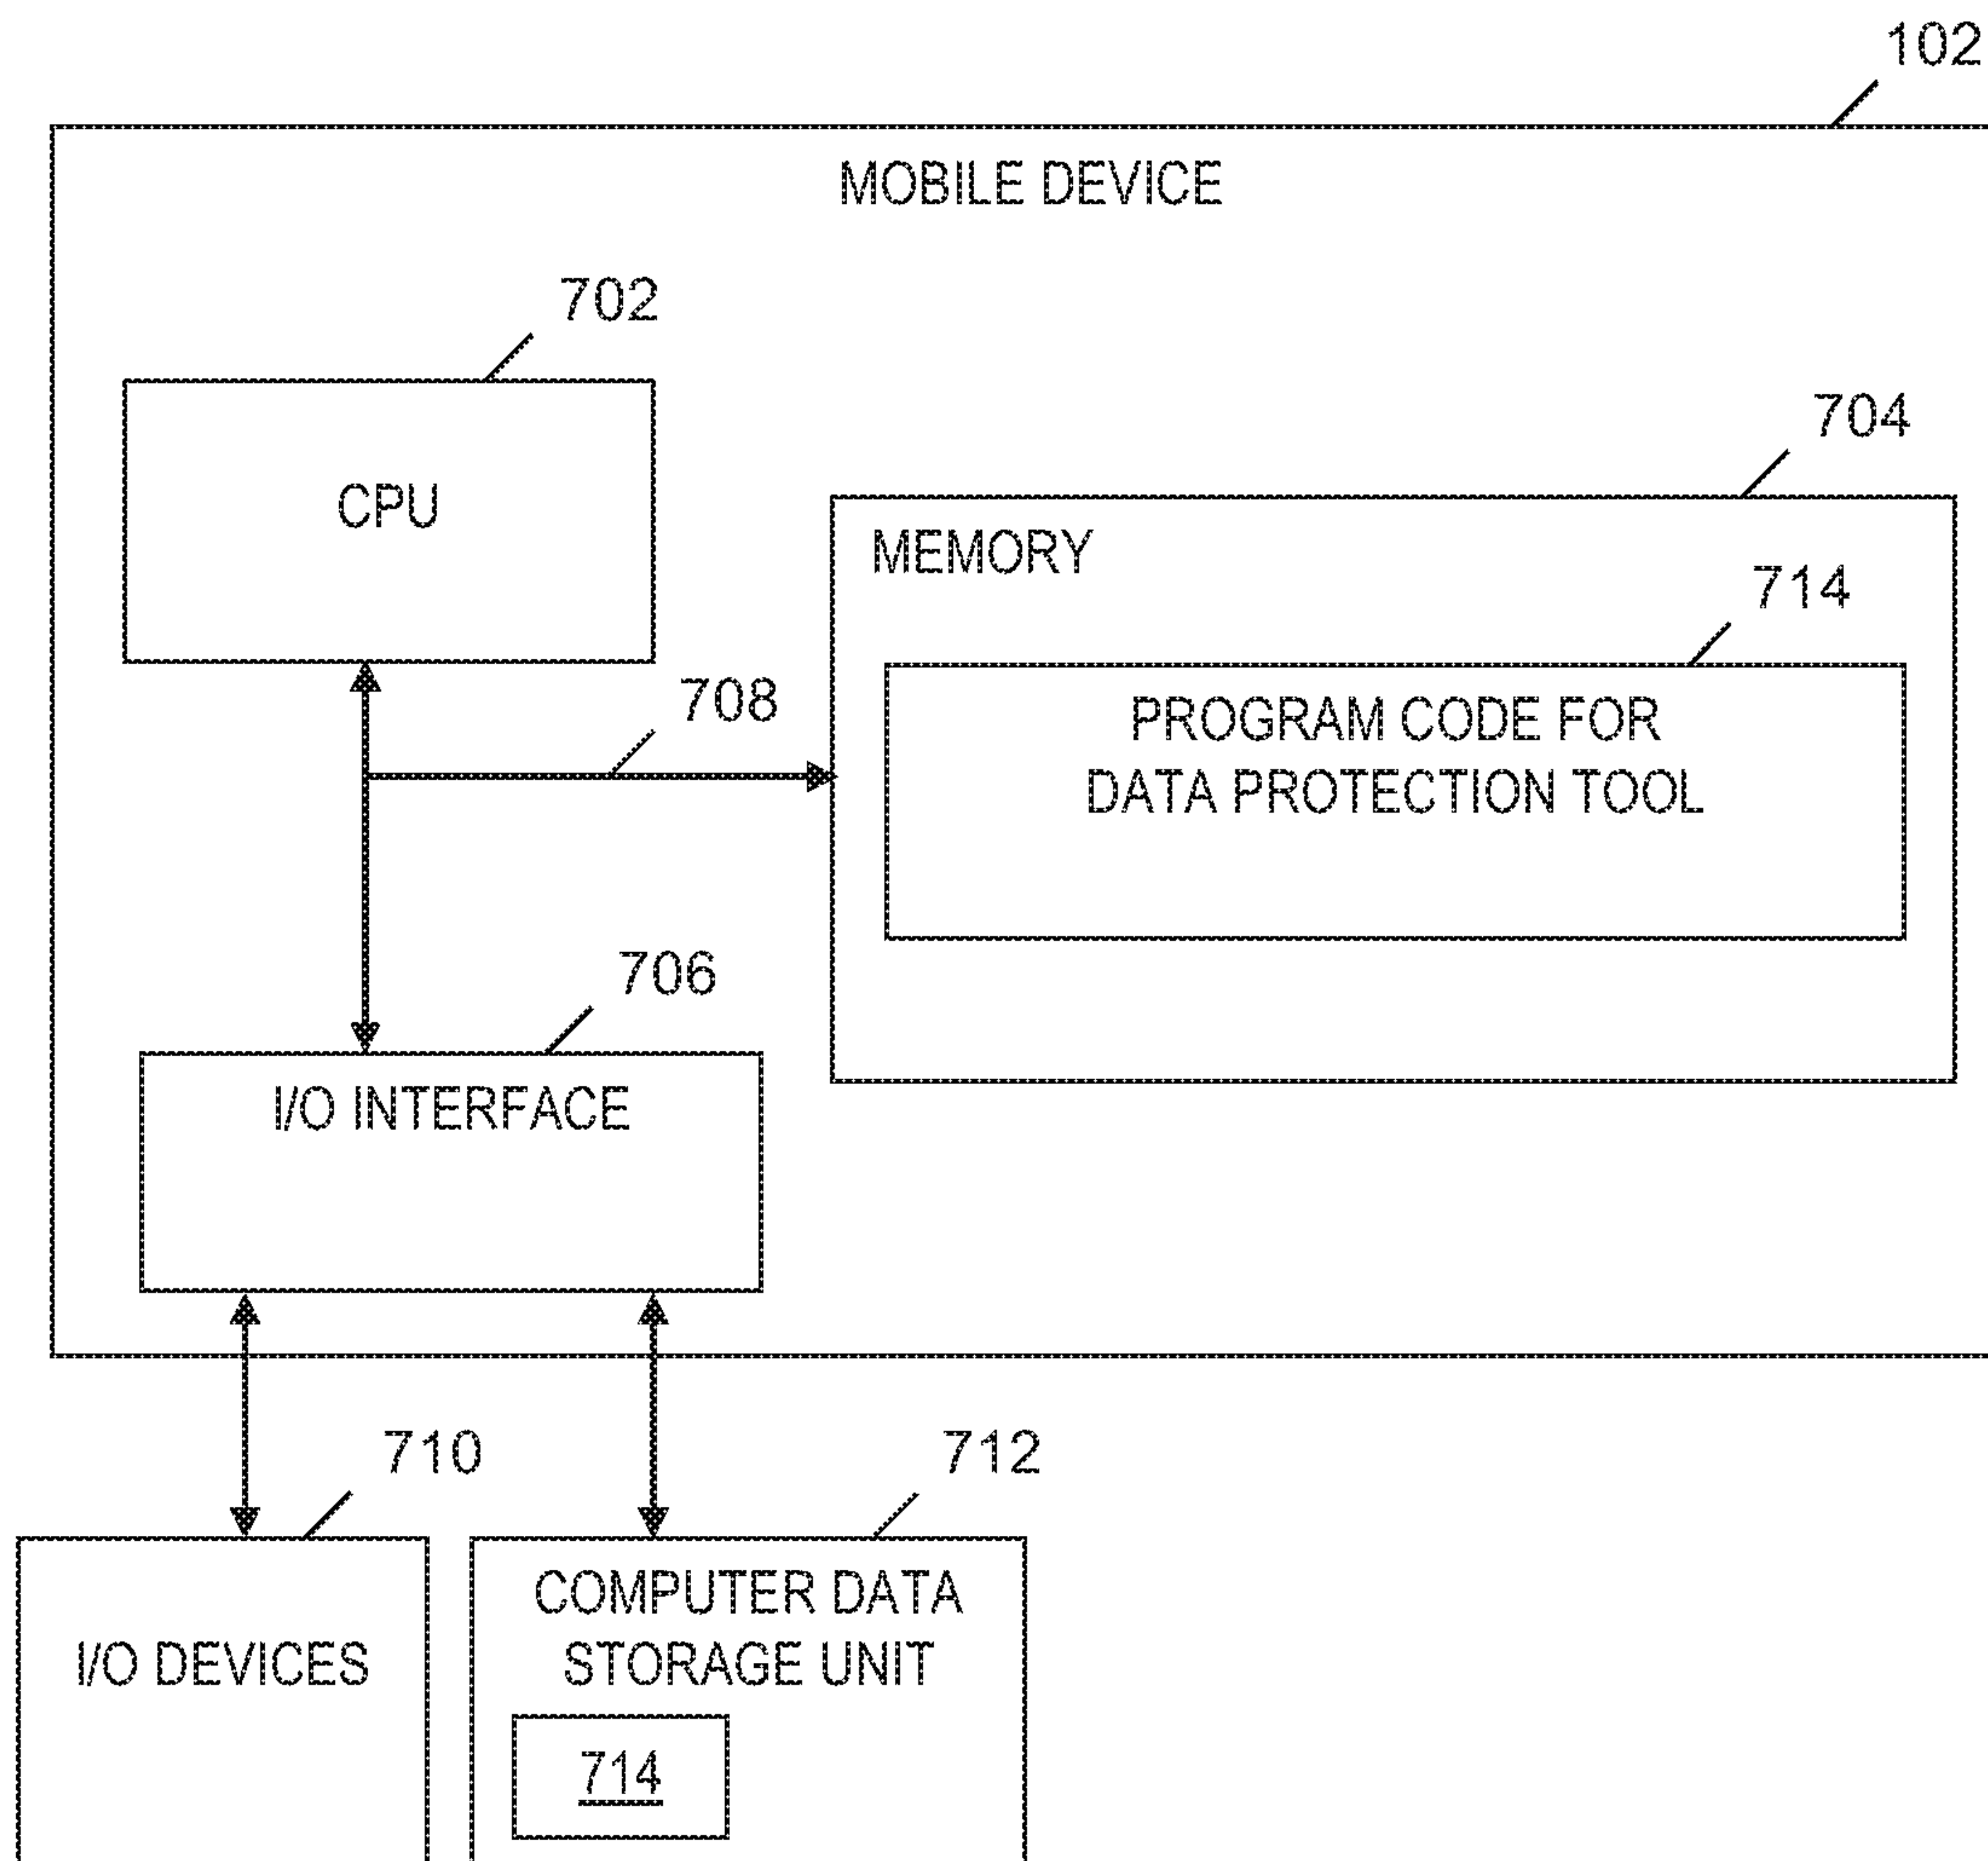 102
MOBILE DEVICE
702
CPU
704
MEMORY
714
PROGRAM CODE FOR
DATA PROTECTION TOOL
708
706
I/O INTERFACE
710
I/O DEVICES
712
COMPUTER DATA
STORAGE UNIT
714